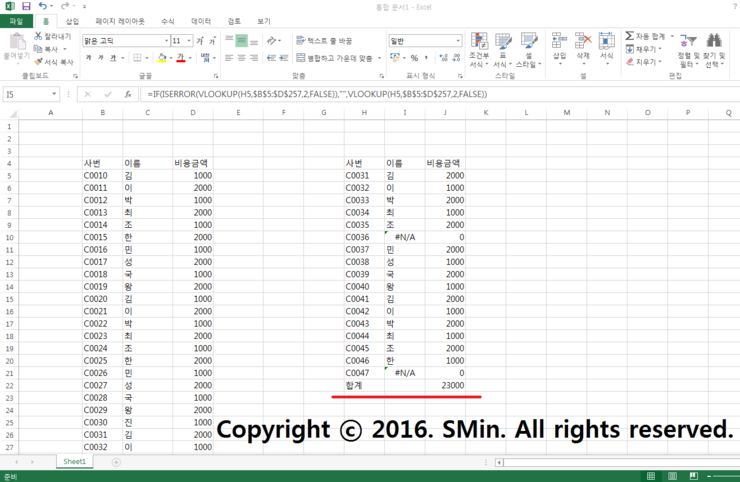 통합 문서1 - Excel
?
파일 홈 삽입 페이지 레이아웃 수식 데이터 검토 보기
잘라내기 맑은 고딕 11 텍스트 줄 바꿈 일반 자동 합계
붙여넣기 복사 조건부 서식 표 서식 셀 스타일 삽입 삭제 서식 채우기 정렬 및 필터 찾기 및 선택
서식 복사 가 가 가 병합하고 가운데 맞춤 % 지우기
클립보드 글꼴 맞춤 표시 형식 스타일 셀 편집
I5 fx =IF(ISERROR(VLOOKUP(H5,$B$5:$D$257,2,FALSE)),"",VLOOKUP(H5,$B$5:$D$257,2,FALSE))
A B C D E F G H I J K L M N O P Q
1
2
3
4 사번 이름 비용금액 사번 이름 비용금액
5 C0010 김 1000 C0031 김 2000
6 C0011 이 2000 C0032 이 1000
7 C0012 박 1000 C0033 박 2000
8 C0013 최 2000 C0034 최 1000
9 C0014 조 1000 C0035 조 2000
10 C0015 한 2000 C0036 #N/A 0
11 C0016 민 1000 C0037 민 2000
12 C0017 성 2000 C0038 성 1000
13 C0018 국 1000 C0039 국 2000
14 C0019 왕 2000 C0040 왕 1000
15 C0020 김 1000 C0041 김 2000
16 C0021 이 2000 C0042 이 1000
17 C0022 박 1000 C0043 박 2000
18 C0023 최 2000 C0044 최 1000
19 C0024 조 1000 C0045 조 2000
20 C0025 한 2000 C0046 한 1000
21 C0026 민 1000 C0047 #N/A 0
22 C0027 성 2000 합계 23000
23 C0028 국 1000
24 C0029 왕 2000
25 C0030 진 1000
26 C0031 김 2000
27 C0032 이 1000
Copyright ⓒ 2016. SMin. All rights reserved.
Sheet1
준비